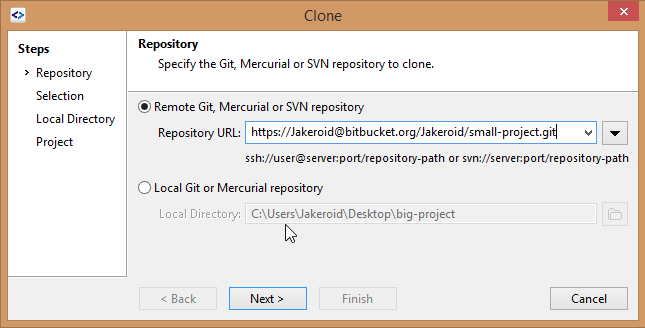 Clone
Steps
Repository
Selection
Local Directory
Project
Repository
Specify the Git, Mercurial or SVN repository to clone.
Remote Git, Mercurial or SVN repository
Repository URL: https://Jakeroid@bitbucket.org/Jakeroid/small-project.git
ssh://user@server:port/repository-path or svn://server:port/repository-path
Local Git or Mercurial repository
Local Directory: C:\Users\Jakeroid\Desktop\big-project
< Back Next > Finish Cancel